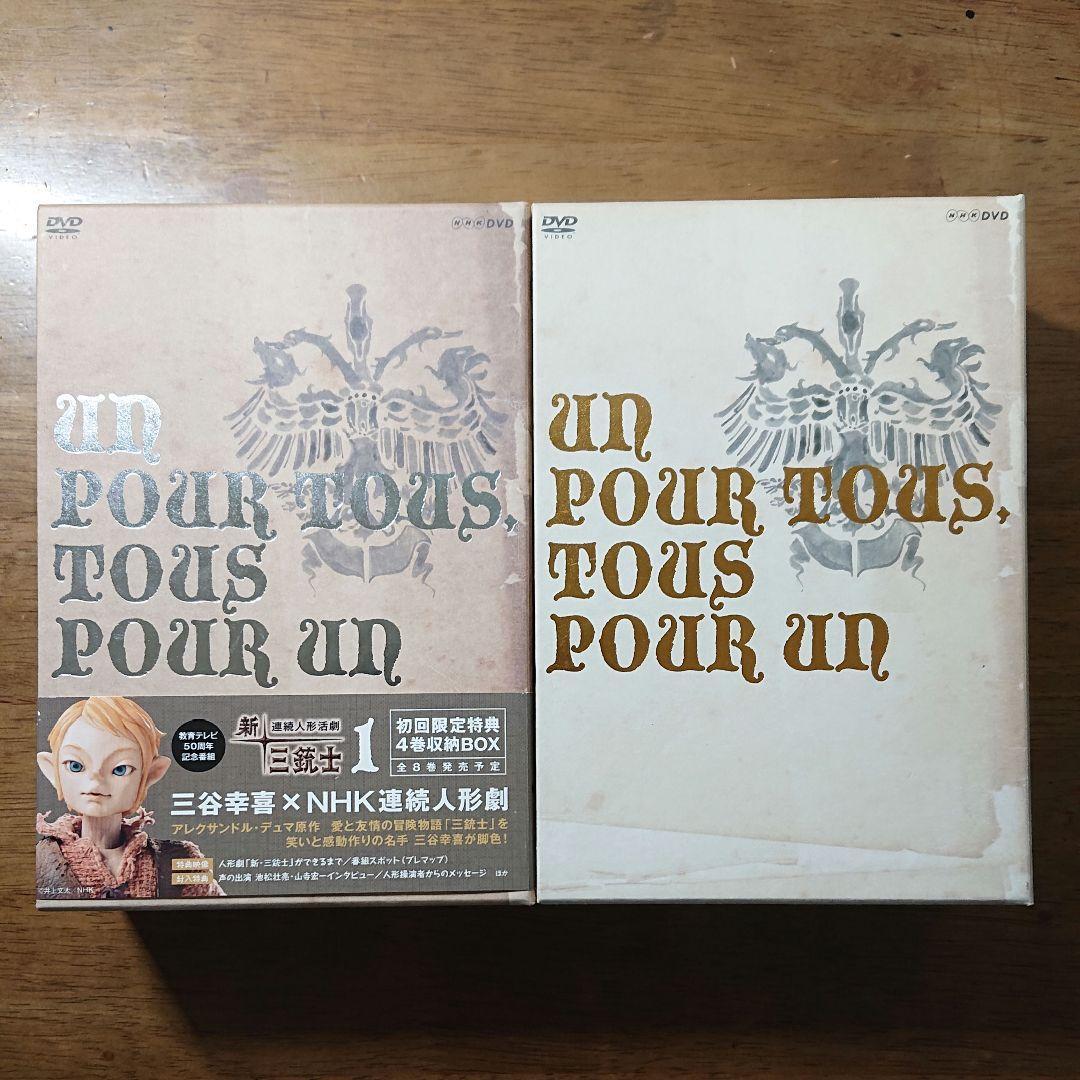 DVD
VIDEO
NHK DVD
UN
POUR TOUS,
TOUS
POUR UN
教育テレビ
50周年
記念番組
連続人形活劇
新・三銃士
1
初回限定特典
4巻収納BOX
全8巻発売予定
三谷幸喜×NHK連続人形劇
アレクサンドル・デュマ原作 愛と友情の冒険物語「三銃士」を
笑いと感動作りの名手 三谷幸喜が脚色!
特典映像 人形劇「新・三銃士」ができるまで/番組スポット(プレマップ)
封入特典 声の出演 池松壮亮・山寺宏一インタビュー/人形操演者からのメッセージ ほか
©井上文太/NHK
DVD
VIDEO
NHK DVD
UN
POUR TOUS,
TOUS
POUR UN